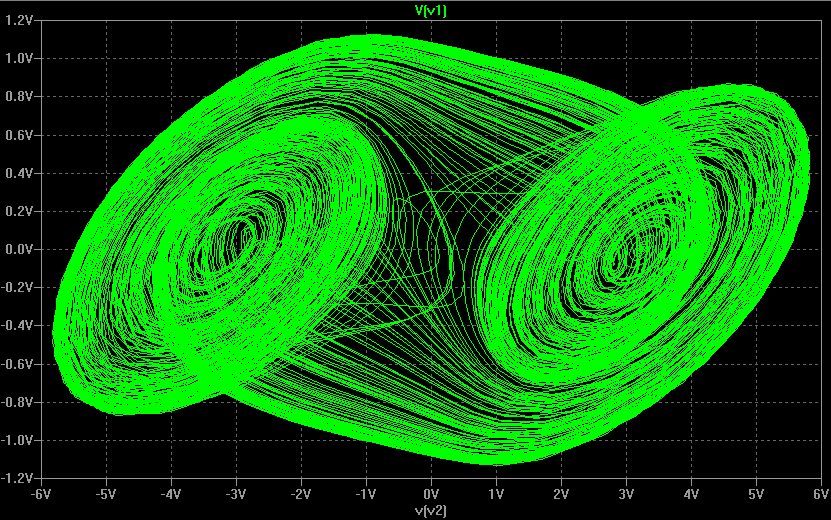 V(v1)
1.2V
1.0V
0.8V
0.6V
0.4V
0.2V
0.0V
-0.2V
-0.4V
-0.6V
-0.8V
-1.0V
-1.2V
-6V -5V -4V -3V -2V -1V 0V 1V 2V 3V 4V 5V 6V
v(v2)